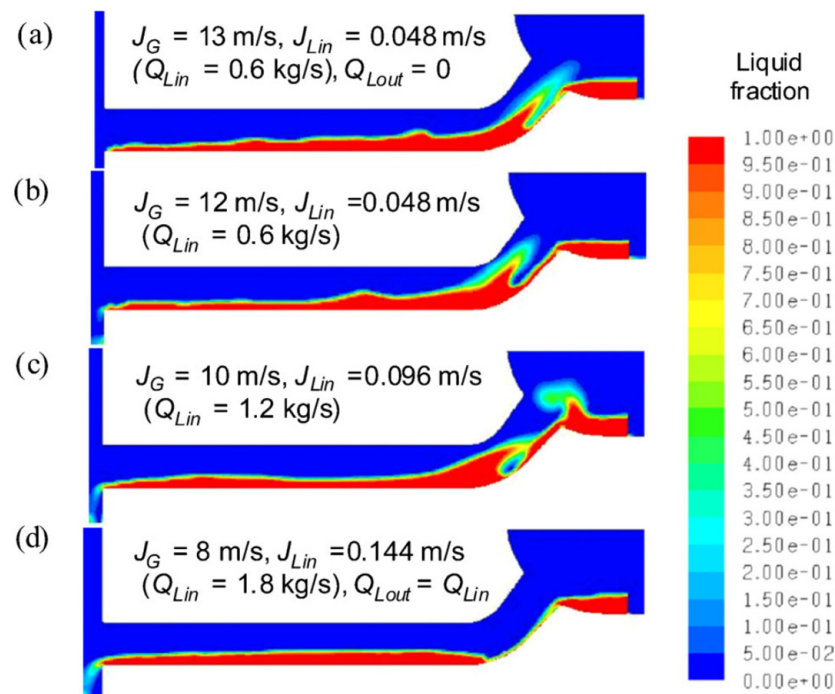 (a)
J_G = 13 m/s, J_Lin = 0.048 m/s
(Q_Lin = 0.6 kg/s), Q_Lout = 0
(b)
J_G = 12 m/s, J_Lin =0.048 m/s
(Q_Lin = 0.6 kg/s)
(c)
J_G = 10 m/s, J_Lin =0.096 m/s
(Q_Lin = 1.2 kg/s)
(d)
J_G = 8 m/s, J_Lin=0.144 m/s
(Q_Lin = 1.8 kg/s), Q_Lout = Q_Lin
Liquid
fraction
1.00e+00
9.50e-01
9.00e-01
8.50e-01
8.00e-01
7.50e-01
7.00e-01
6.50e-01
6.00e-01
5.50e-01
5.00e-01
4.50e-01
4.00e-01
3.50e-01
3.00e-01
2.50e-01
2.00e-01
1.50e-01
1.00e-01
5.00e-02
0.00e+00